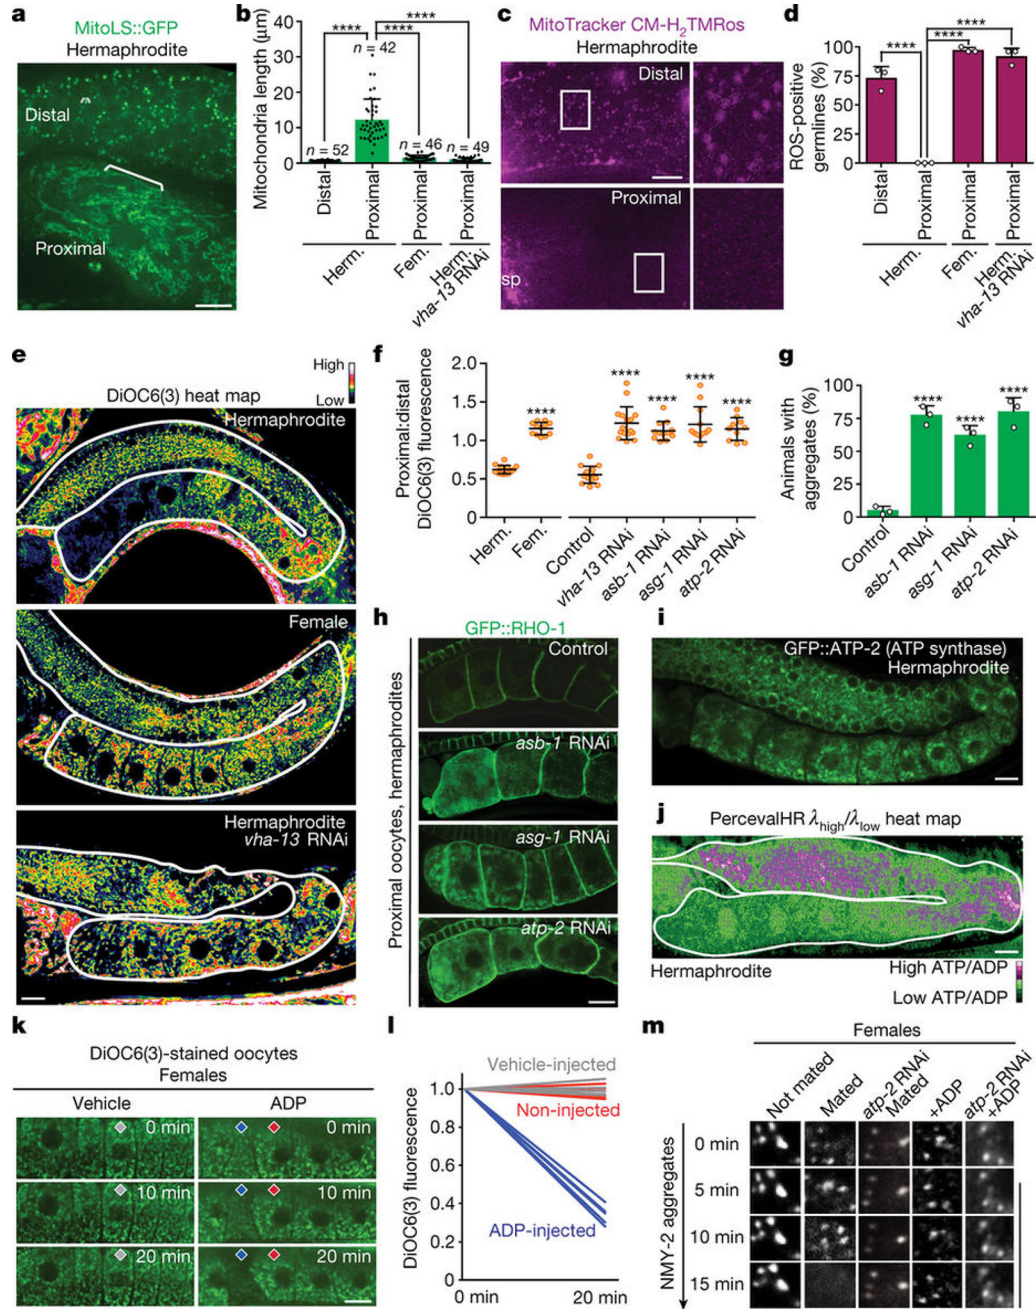 a
MitoLS::GFP
Hermaphrodite
Distal
Proximal
b
Mitochondria length (μm)
40
30
20
10
0
****
****
****
n = 42
n = 52
n = 46
n = 49
Distal
Proximal
Proximal
Proximal
Herm.
Fem.
Herm.
vha-13 RNAi
c
MitoTracker CM-H2TMRos
Hermaphrodite
Distal
Proximal
sp
d
ROS-positive
germlines (%)
100
75
50
25
0
****
****
****
Distal
Proximal
Proximal
Proximal
Herm.
Fem.
Herm.
vha-13 RNAi
e
High
Low
DiOC6(3) heat map
Hermaphrodite
Female
Hermaphrodite
vha-13 RNAi
f
Proximal:distal
DiOC6(3) fluorescence
2.0
1.5
1.0
0.5
0
****
****
****
****
****
Herm.
Fem.
Control
vha-13 RNAi
asb-1 RNAi
asg-1 RNAi
atp-2 RNAi
g
Animals with
aggregates (%)
100
75
50
25
0
****
****
****
Control
asb-1 RNAi
asg-1 RNAi
atp-2 RNAi
h
GFP::RHO-1
Proximal oocytes, hermaphrodites
Control
asb-1 RNAi
asg-1 RNAi
atp-2 RNAi
i
GFP::ATP-2 (ATP synthase)
Hermaphrodite
j
PercevalHR λhigh/λlow heat map
Hermaphrodite
High ATP/ADP
Low ATP/ADP
k
DiOC6(3)-stained oocytes
Females
Vehicle
ADP
0 min
0 min
10 min
10 min
20 min
20 min
l
DiOC6(3) fluorescence
1.0
0.8
0.6
0.4
0.2
0
Vehicle-injected
Non-injected
ADP-injected
0 min
20 min
m
Females
Not mated
Mated
atp-2 RNAi
Mated
+ADP
atp-2 RNAi
+ADP
NMY-2 aggregates
0 min
5 min
10 min
15 min